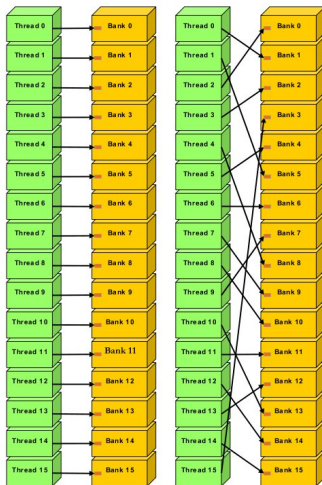 Thread 0 Bank 0 Thread 0 Bank 0
Thread 1 Bank 1 Thread 1 Bank 1
Thread 2 Bank 2 Thread 2 Bank 2
Thread 3 Bank 3 Thread 3 Bank 3
Thread 4 Bank 4 Thread 4 Bank 4
Thread 5 Bank 5 Thread 5 Bank 5
Thread 6 Bank 6 Thread 6 Bank 6
Thread 7 Bank 7 Thread 7 Bank 7
Thread 8 Bank 8 Thread 8 Bank 8
Thread 9 Bank 9 Thread 9 Bank 9
Thread 10 Bank 10 Thread 10 Bank 10
Thread 11 Bank 11 Thread 11 Bank 11
Thread 12 Bank 12 Thread 12 Bank 12
Thread 13 Bank 13 Thread 13 Bank 13
Thread 14 Bank 14 Thread 14 Bank 14
Thread 15 Bank 15 Thread 15 Bank 15